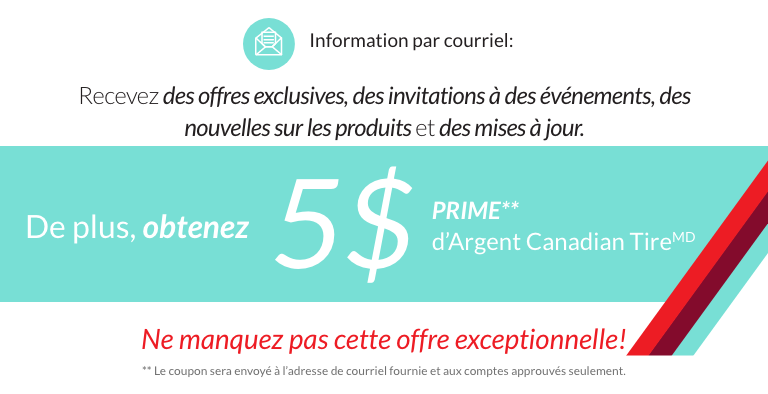 Information par courriel:
Recevez des offres exclusives, des invitations à des événements, des
nouvelles sur les produits et des mises à jour.
De plus, obtenez 5$ PRIME**
d'Argent Canadian Tireᴹᴰ
Ne manquez pas cette offre exceptionnelle!
** Le coupon sera envoyé à l'adresse de courriel fournie et aux comptes approuvés seulement.